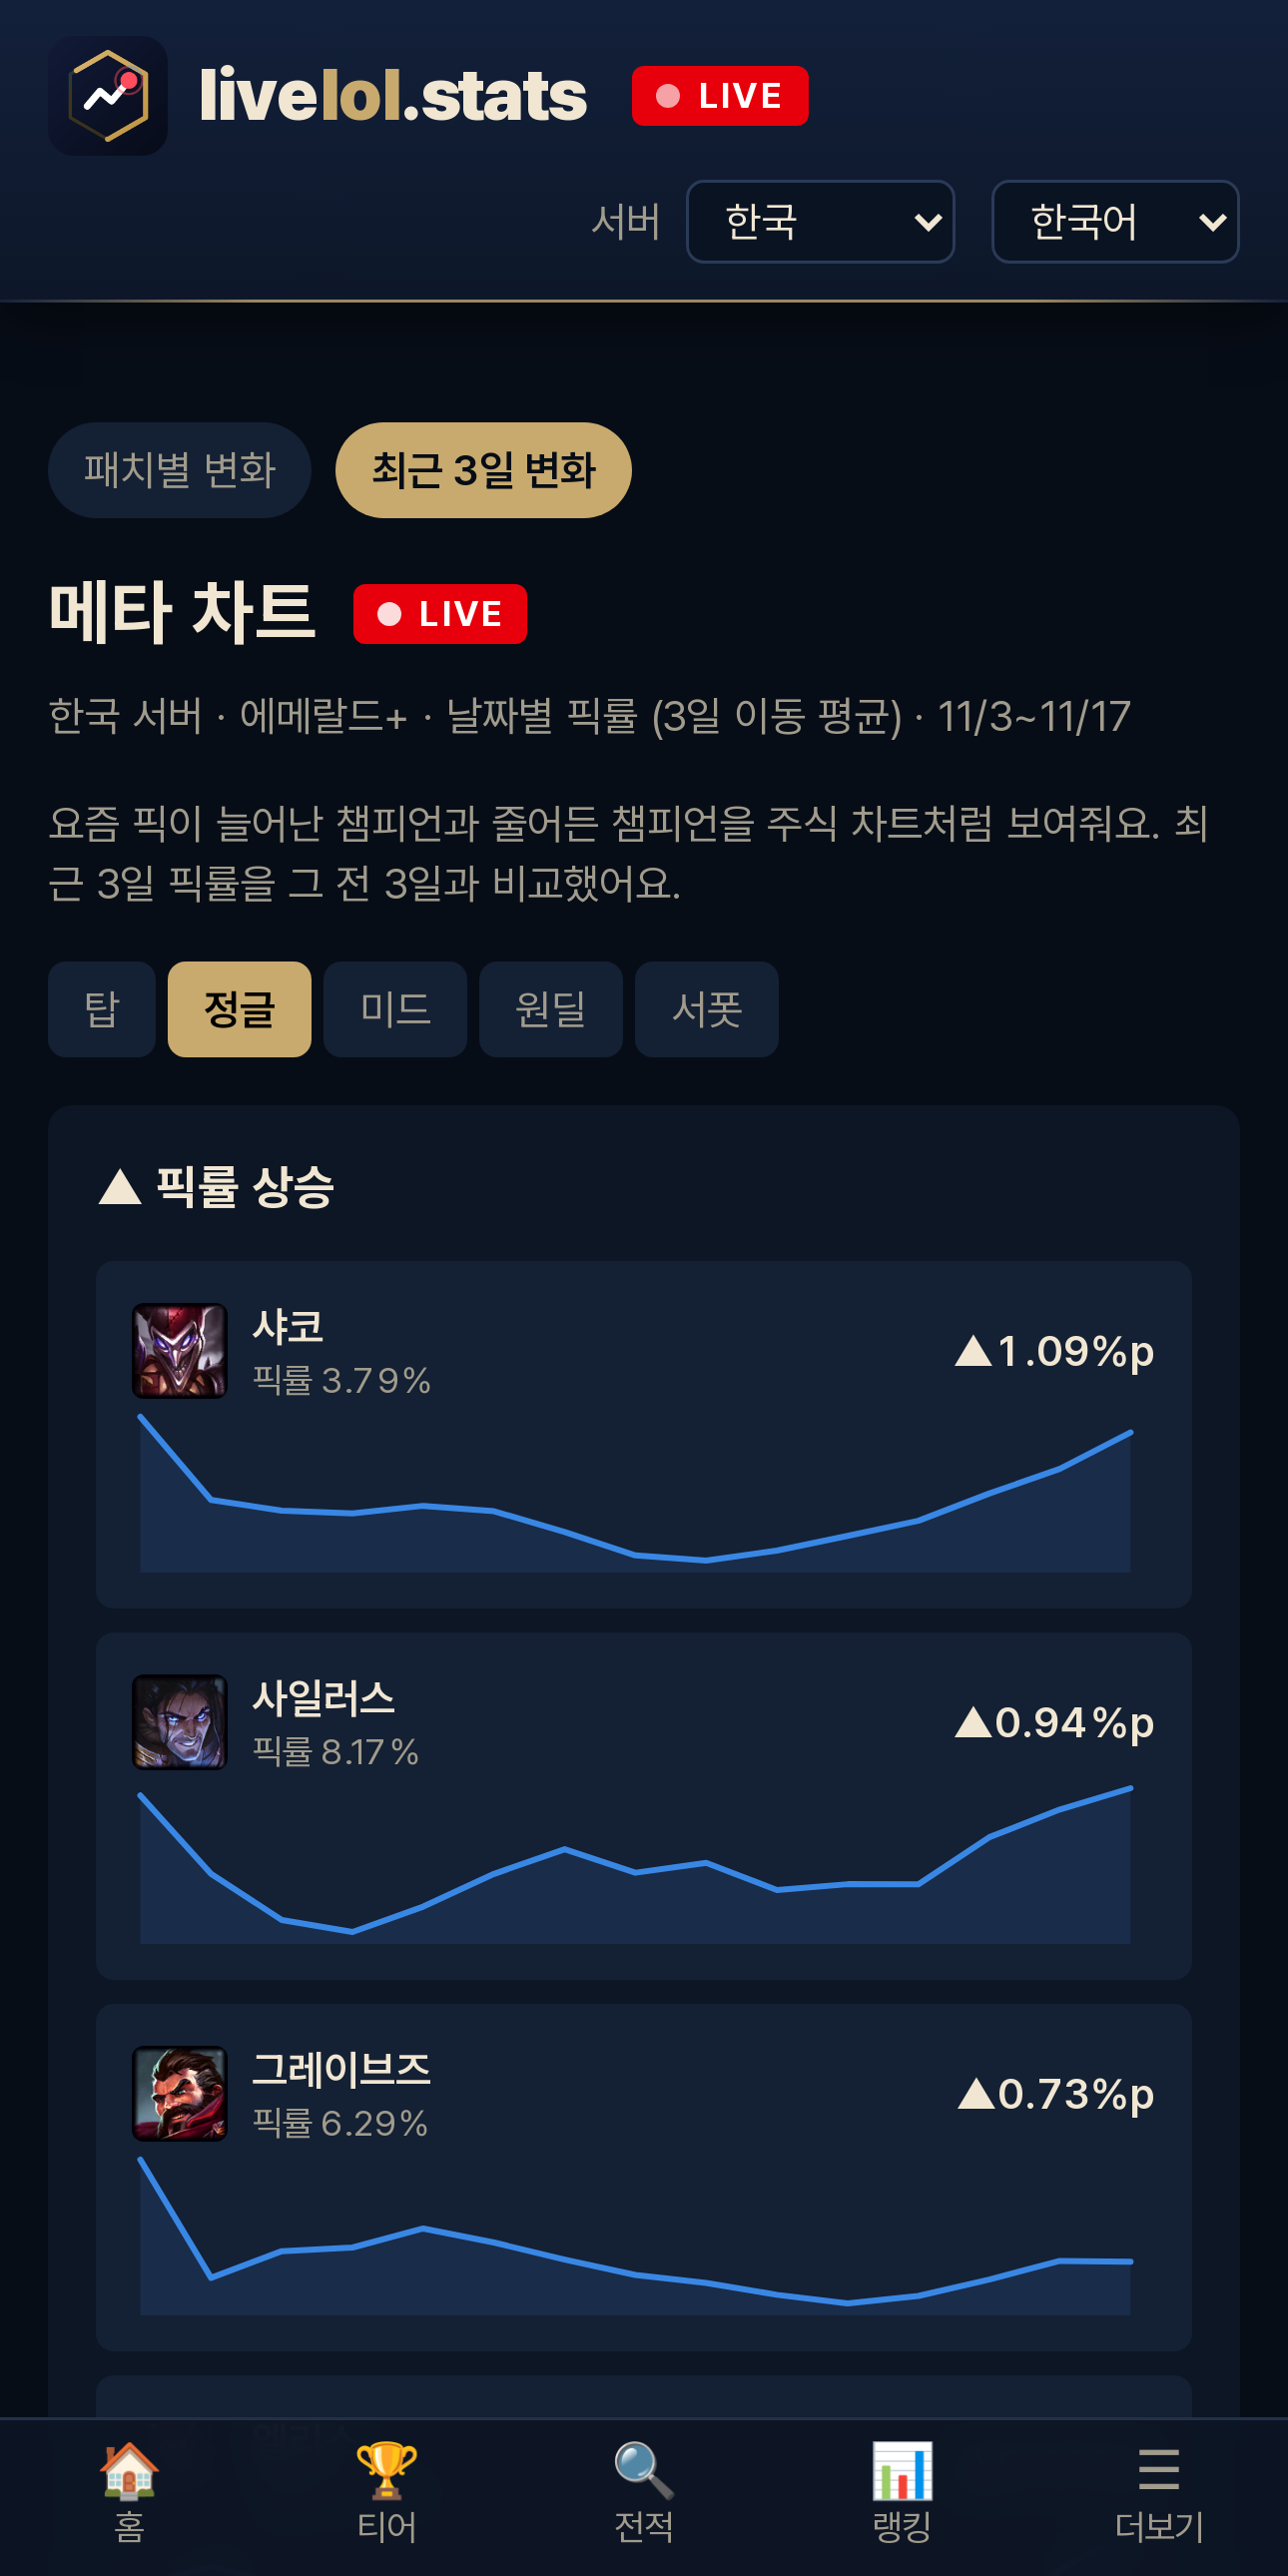 livelol.stats LIVE
서버 한국 한국어
패치별 변화 최근 3일 변화
메타 차트 LIVE
한국 서버 · 에메랄드+ · 날짜별 픽률 (3일 이동 평균) · 11/3~11/17
요즘 픽이 늘어난 챔피언과 줄어든 챔피언을 주식 차트처럼 보여줘요. 최
근 3일 픽률을 그 전 3일과 비교했어요.
탑 정글 미드 원딜 서폿
▲ 픽률 상승
샤코
픽률 3.79%
▲1.09%p
사일러스
픽률 8.17%
▲0.94%p
그레이브즈
픽률 6.29%
▲0.73%p
홈 티어 전적 랭킹 더보기